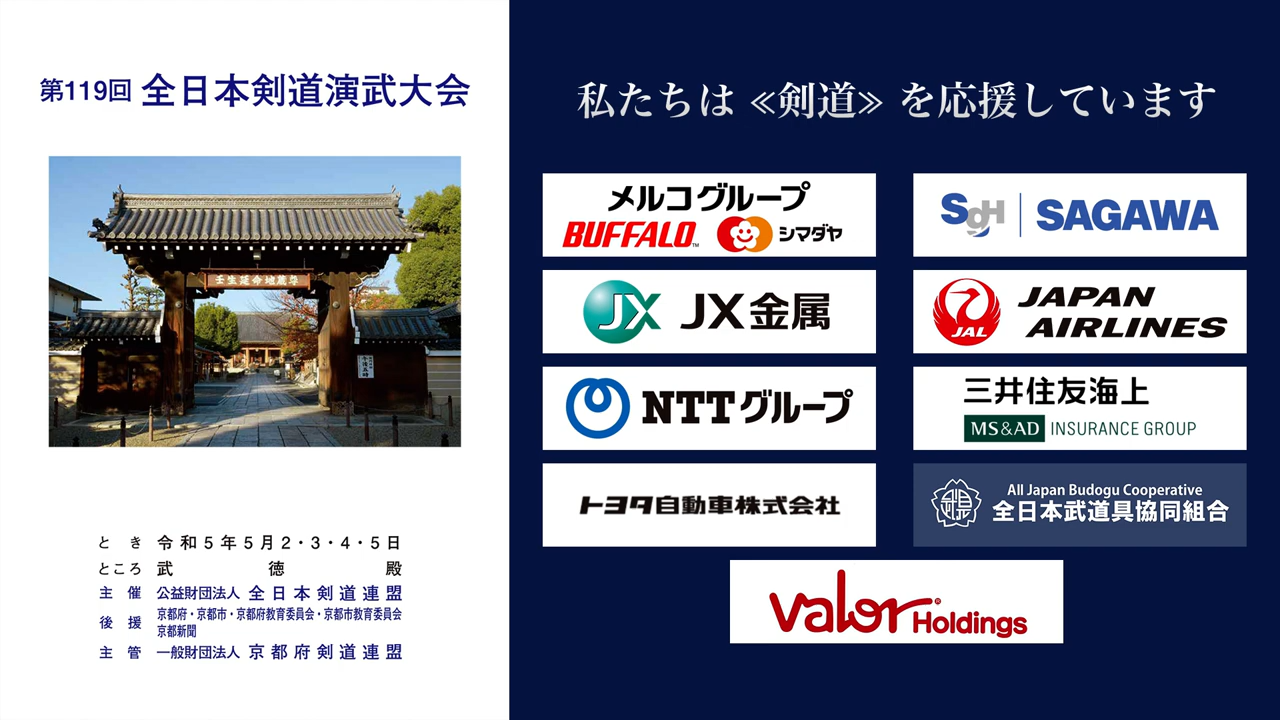 第119回 全日本剣道演武大会
壬生延命地蔵尊
とき 令和5年5月2・3・4・5日
ところ 武徳殿
主催 公益財団法人 全日本剣道連盟
後援 京都府・京都市・京都府教育委員会・京都市教育委員会
京都新聞
主管 一般財団法人 京都府剣道連盟
私たちは≪剣道≫を応援しています
メルコグループ
BUFFALO™ シマダヤ
SGH SAGAWA
JX JX金属
JAL JAPAN AIRLINES
NTTグループ
三井住友海上
MS&AD INSURANCE GROUP
トヨタ自動車株式会社
All Japan Budogu Cooperative
全日本武道具協同組合
valor® Holdings